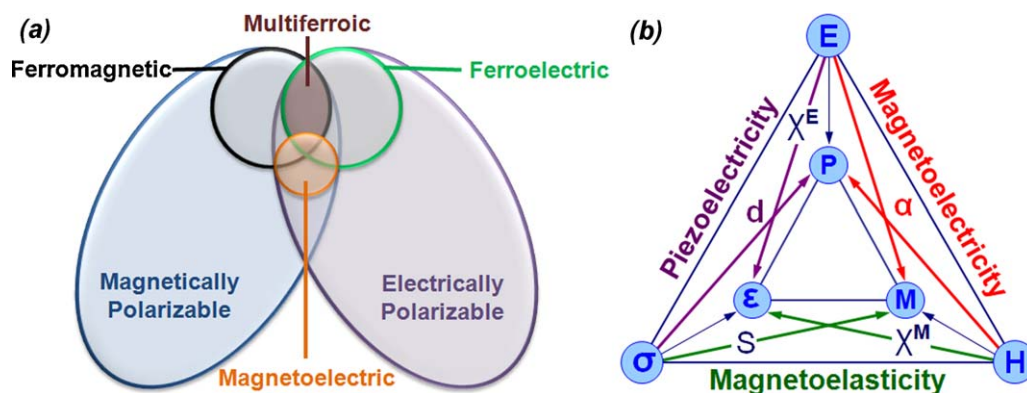 (a)
Multiferroic
Ferromagnetic
Ferroelectric
Magnetically
Polarizable
Electrically
Polarizable
Magnetoelectric
(b)
E
Piezoelectricity
Magnetoelectricity
χE
P
d
α
ε
M
S
χM
σ
H
Magnetoelasticity